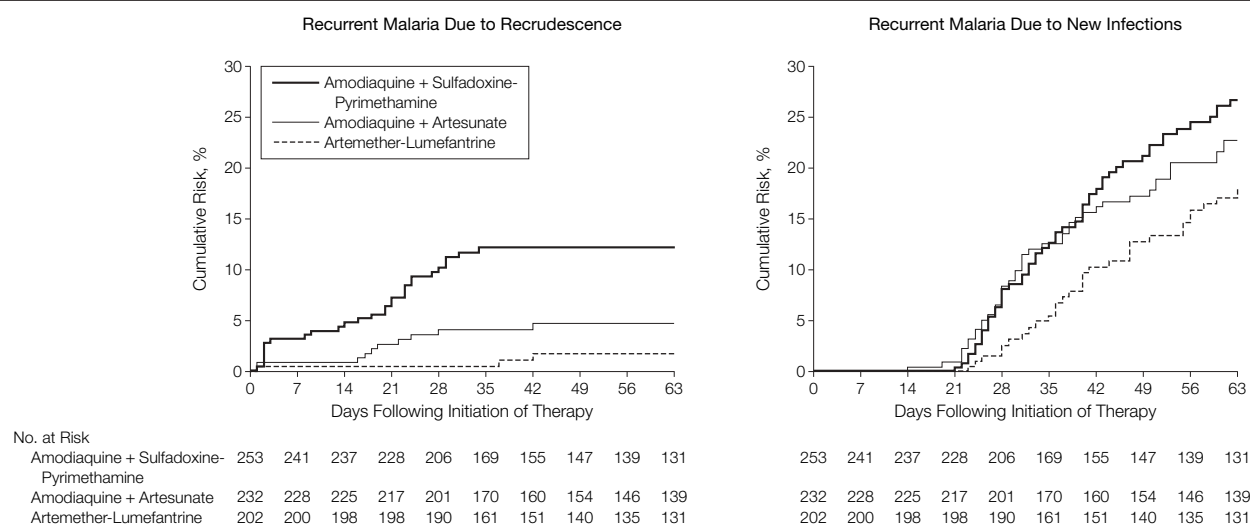 Recurrent Malaria Due to Recrudescence
30
25
20
15
10
5
0
Cumulative Risk, %
Amodiaquine + Sulfadoxine-
Pyrimethamine
Amodiaquine + Artesunate
Artemether-Lumefantrine
0 7 14 21 28 35 42 49 56 63
Days Following Initiation of Therapy
Recurrent Malaria Due to New Infections
30
25
20
15
10
5
0
Cumulative Risk, %
0 7 14 21 28 35 42 49 56 63
Days Following Initiation of Therapy
No. at Risk
Amodiaquine + Sulfadoxine- 253 241 237 228 206 169 155 147 139 131 253 241 237 228 206 169 155 147 139 131
Pyrimethamine
Amodiaquine + Artesunate 232 228 225 217 201 170 160 154 146 139 232 228 225 217 201 170 160 154 146 139
Artemether-Lumefantrine 202 200 198 198 190 161 151 140 135 131 202 200 198 198 190 161 151 140 135 131